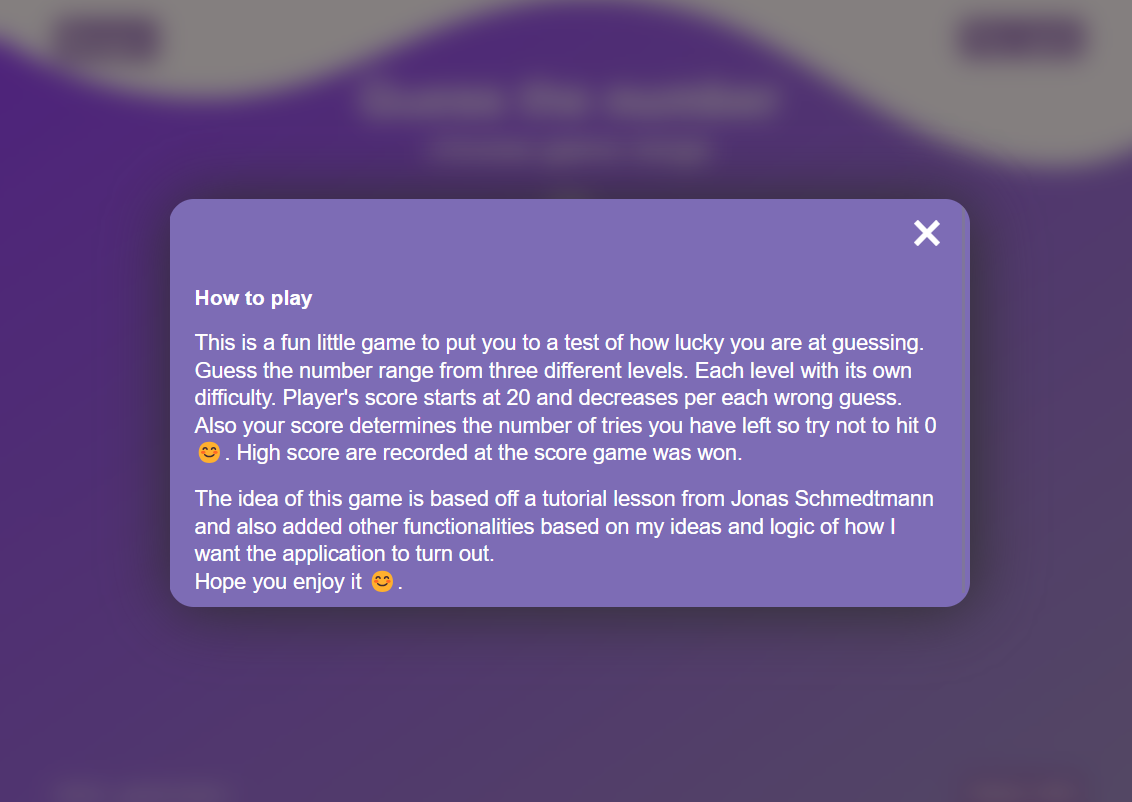 Guess the number
How to play
This is a fun little game to put you to a test of how lucky you are at guessing.
Guess the number range from three different levels. Each level with its own
difficulty. Player's score starts at 20 and decreases per each wrong guess.
Also your score determines the number of tries you have left so try not to hit 0
😊. High score are recorded at the score game was won.
The idea of this game is based off a tutorial lesson from Jonas Schmedtmann
and also added other functionalities based on my ideas and logic of how I
want the application to turn out.
Hope you enjoy it 😊.